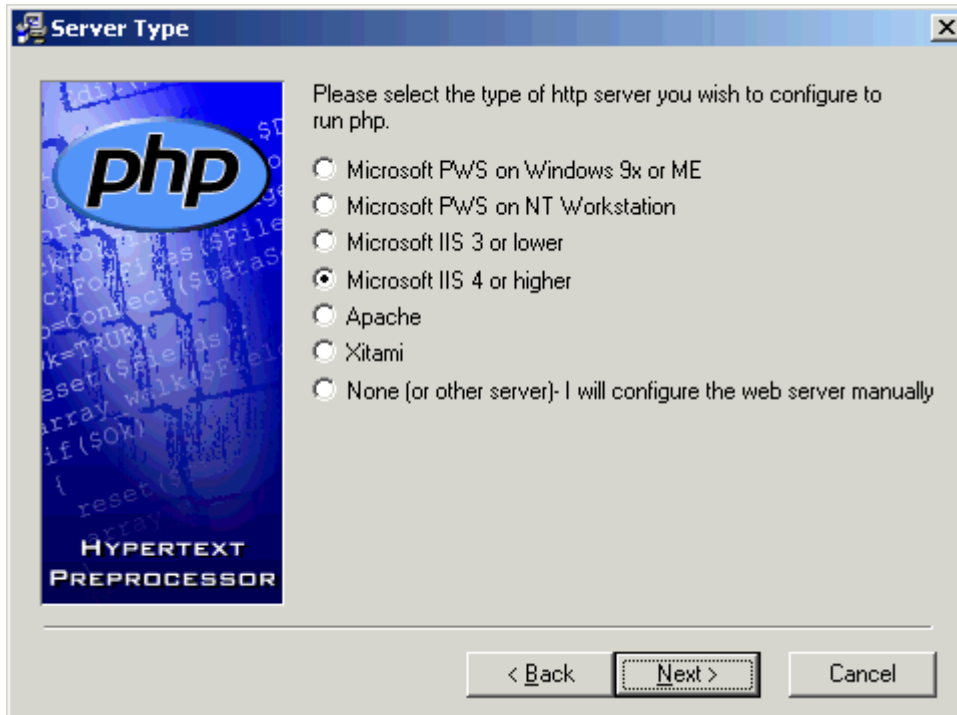 Server Type
php
HYPERTEXT
PREPROCESSOR
Please select the type of http server you wish to configure to
run php.
Microsoft PWS on Windows 9x or ME
Microsoft PWS on NT Workstation
Microsoft IIS 3 or lower
Microsoft IIS 4 or higher
Apache
Xitami
None (or other server)- I will configure the web server manually
< Back
Next >
Cancel